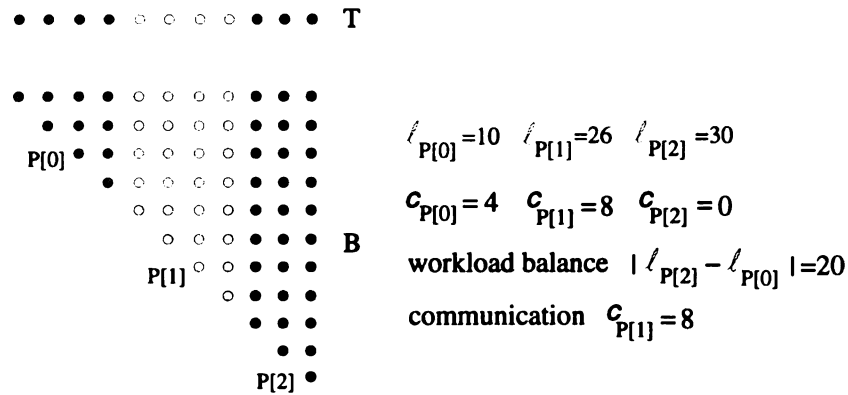 T
P[0]
ℓP[0]=10 ℓP[1]=26 ℓP[2]=30
CP[0]=4 CP[1]=8 CP[2]=0
B
P[1]
workload balance | ℓP[2] − ℓP[0] |=20
communication CP[1]=8
P[2]